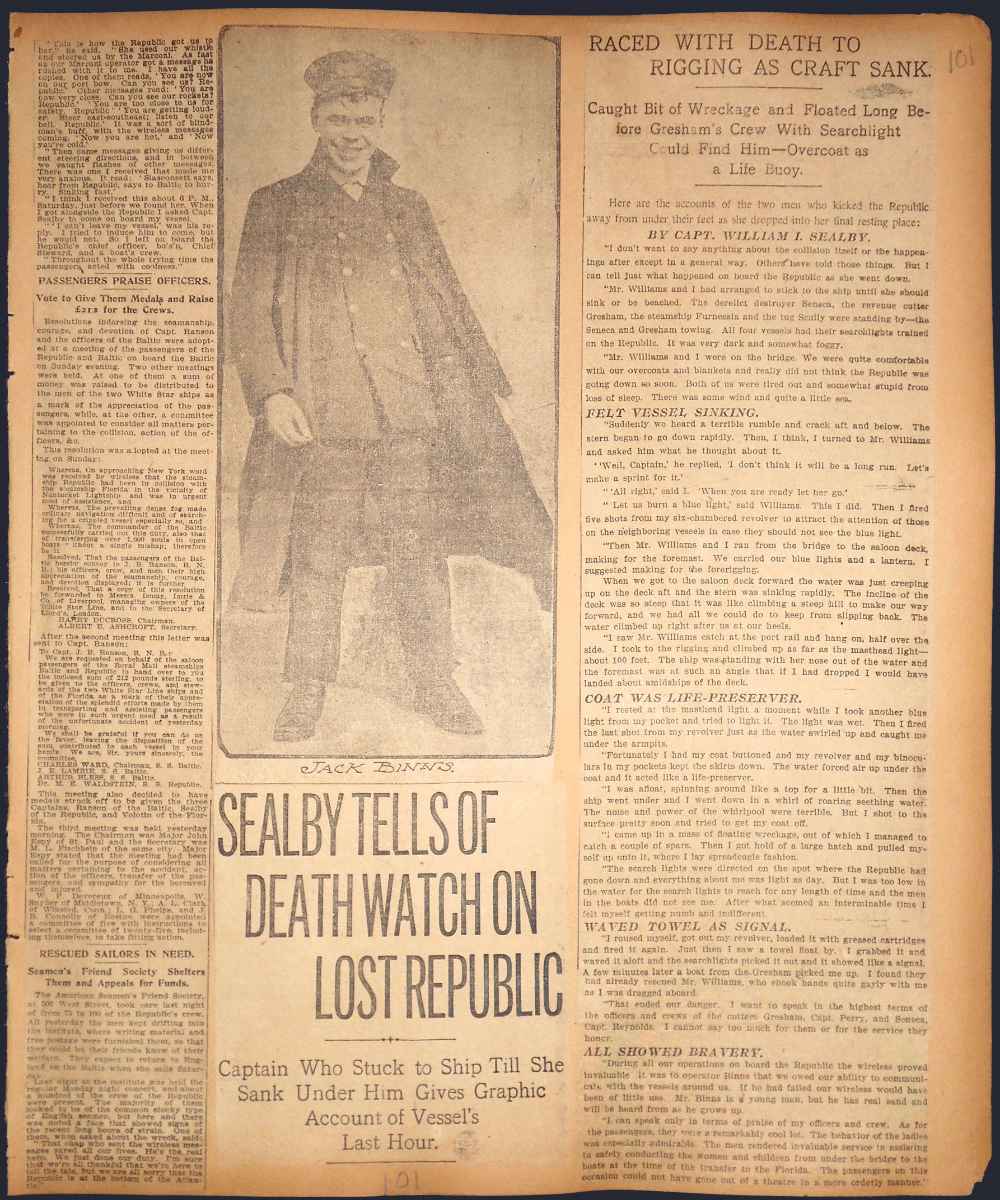 "This is how the Republic got us to
her," he said. "She used our whistle
and steered us by the Marconi. As fast
as our Marconi operator got a message he
rushed with it to me. I have all the
copies. One of them reads, 'You are now
on our port bow. Can you see us? Re-
public.' Other messages read: 'You are
now very close. Can you see our rockets?
Republic.' 'You are too close to us for
safety. Republic.' 'You are getting loud-
er. Steer east-southeast; listen to our
bell. Republic.' It was a sort of blind-
man's buff, with the wireless messages
coming, 'Now you are hot,' and 'Now
you're cold.'
"Then came messages giving us differ-
ent steering directions, and in between
we caught flashes of other messages.
There was one I received that made me
very anxious. It read: 'Siasconsett says,
hear from Republic, says to Baltic to hur-
ry. Sinking fast.'
"I think I received this about 6 P. M.,
Saturday, just before we found her. When
I got alongside the Republic I asked Capt.
Sealby to come on board my vessel.
"'I can't leave my vessel,' was his re-
ply. I tried to induce him to come, but
he would not. So I left on board the
Republic's chief officer, bo's'n, Chief
Steward, and a boat's crew.
"Throughout the whole trying time the
passengers acted with coolness."
PASSENGERS PRAISE OFFICERS.
Vote to Give Them Medals and Raise
£212 for the Crews.
Resolutions indorsing the seamanship,
courage, and devotion of Capt. Ranson
and the officers of the Baltic were adopt-
ed at a meeting of the passengers of the
Republic and Baltic on board the Baltic
on Sunday evening. Two other meetings
were held. At one of them a sum of
money was raised to be distributed to
the men of the two White Star ships as
a mark of the appreciation of the pas-
sengers, while, at the other, a committee
was appointed to consider all matters per-
taining to the collision, action of the of-
ficers, &c.
This resolution was adopted at the meet-
ing on Sunday:
Whereas, On approaching New York word
was received by wireless that the steam-
ship Republic had been in collision with
the steamship Florida in the vicinity of
Nantucket Lightship and was in urgent
need of assistance, and
Whereas, The prevailing dense fog made
ordinary navigation difficult and of search-
ing for a crippled vessel especially so, and
Whereas, The commander of the Baltic
successfully carried out this duty, also that
of transferring over 1,600 souls in open
boats without a single mishap; therefore
be it
Resolved, That the passengers of the Bal-
tic hereby convey to J. B. Ranson, R. N.
R.; his officers, crew, and men their high
appreciation of the seamanship, courage,
and devotion displayed; it is further
Resolved, That a copy of this resolution
be forwarded to Messrs. Ismay, Imrie &
Co. of Liverpool, managing owners of the
White Star Line, and to the Secretary of
Lloyd's, London.
HARRY DUCROSS, Chairman.
ALBERT E. ASHCROFT, Secretary.
After the second meeting this letter was
sent to Capt. Ranson:
To Capt. J. B. Ranson, R. N. R.:
We are requested on behalf of the saloon
passengers of the Royal Mail steamships
Baltic and Republic to hand over to you
the inclosed sum of 212 pounds sterling, to
be given to the officers, crews, and stew-
ards of the two White Star Line ships and
of the Florida as a mark of their appre-
ciation of the splendid efforts made by them
in transporting and assisting passengers
who were in such urgent need as a result
of the unfortunate accident of yesterday
morning.
We shall be grateful if you can do us
the favor, leaving the disposition of the
sum, distributed to each vessel in your
hands. We are, Sir, yours sincerely, the
committee,
CHARLES WARD, Chairman, S. S. Baltic.
J. E. LAMBIE, S. S. Baltic.
ARTHUR BLESS, S. S. Baltic.
Dr. M. E. WALDSTEIN, S. S. Republic.
This meeting also decided to have
medals struck off to be given the three
Captains, Ranson of the Baltic, Sealby
of the Republic, and Volotin of the Flor-
ida.
The third meeting was held yesterday
morning. The Chairman was Major John
Espy of St. Paul and the Secretary was
M. L. Fischbein of the same city. Major
Espy stated that the meeting had been
called for the purpose of considering all
matters pertaining to the accident, ac-
tion of the officers, transfer of the pas-
sengers, and sympathy for the bereaved
and injured.
J. P. Devereux of Minneapolis, W.
Snyder of Middletown, N. Y., A. L. Clark
of Winsted, Conn.; L. G. Phelps, and J.
B. Connolly of Boston were appointed
a committee of five with instructions to
select a committee of twenty-five, includ-
ing themselves, to take fitting action.
RESCUED SAILORS IN NEED.
Seamen's Friend Society Shelters
Them and Appeals for Funds.
The American Seamen's Friend Society,
at 507 West Street, took care last night
of from 75 to 100 of the Republic's crew.
All yesterday the men kept drifting into
the institute, where writing material and
free postage were furnished them, so that
they could let their friends know of their
welfare. They expect to return to Eng-
land on the Baltic when she sails Satur-
day.
Last night at the institute was held the
regular Monday night concert, and about
a hundred of the crew of the Republic
were present. The majority of them
looked to be of the common stocky type
of English seamen, but here and there
was noted a face that showed signs of
the recent long hours of strain. One of
them, when asked about the wreck, said:
"That chap who sent the wireless mes-
sages saved all our lives. He's the real
hero. We just done our duty. I'm sure
that we're all thankful that we're here to
tell the tale, but we are all sorry that the
Republic is at the bottom of the Atlan-
tic."
JACK BINNS.
SEALBY TELLS OF
DEATH WATCH ON
LOST REPUBLIC
Captain Who Stuck to Ship Till She
Sank Under Him Gives Graphic
Account of Vessel's
Last Hour.
101
RACED WITH DEATH TO
RIGGING AS CRAFT SANK.
101
Caught Bit of Wreckage and Floated Long Be-
fore Gresham's Crew With Searchlight
Could Find Him—Overcoat as
a Life Buoy.
Here are the accounts of the two men who kicked the Republic
away from under their feet as she dropped into her final resting place:
BY CAPT. WILLIAM I. SEALBY.
"I don't want to say anything about the collision itself or the happen-
ings after except in a general way. Others have told those things. But I
can tell just what happened on board the Republic as she went down.
"Mr. Williams and I had arranged to stick to the ship until she should
sink or be beached. The derelict destroyer Seneca, the revenue cutter
Gresham, the steamship Furnessia and the tug Scully were standing by—the
Seneca and Gresham towing. All four vessels had their searchlights trained
on the Republic. It was very dark and somewhat foggy.
"Mr. Williams and I were on the bridge. We were quite comfortable
with our overcoats and blankets and really did not think the Republic was
going down so soon. Both of us were tired out and somewhat stupid from
loss of sleep. There was some wind and quite a little sea.
FELT VESSEL SINKING.
"Suddenly we heard a terrible rumble and crack aft and below. The
stern began to go down rapidly. Then, I think, I turned to Mr. Williams
and asked him what he thought about it.
"'Well, Captain,' he replied, 'I don't think it will be a long run. Let's
make a sprint for it.'
"'All right,' said I. 'When you are ready let her go.'
"'Let us burn a blue light,' said Williams. This I did. Then I fired
five shots from my six-chambered revolver to attract the attention of those
on the neighboring vessels in case they should not see the blue light.
"Then Mr. Williams and I ran from the bridge to the saloon deck,
making for the foremast. We carried our blue lights and a lantern. I
suggested making for the forerigging.
When we got to the saloon deck forward the water was just creeping
up on the deck aft and the stern was sinking rapidly. The incline of the
deck was so steep that it was like climbing a steep hill to make our way
forward, and we had all we could do to keep from slipping back. The
water climbed up right after us at our heels.
"I saw Mr. Williams catch at the port rail and hang on, half over the
side. I took to the rigging and climbed up as far as the masthead light—
about 100 feet. The ship was standing with her nose out of the water and
the foremast was at such an angle that if I had dropped I would have
landed about amidships of the deck.
COAT WAS LIFE-PRESERVER.
"I rested at the masthead light a moment while I took another blue
light from my pocket and tried to light it. The light was wet. Then I fired
the last shot from my revolver just as the water swirled up and caught me
under the armpits.
"Fortunately I had my coat buttoned and my revolver and my binocu-
lars in my pockets kept the skirts down. The water forced air up under the
coat and it acted like a life-preserver.
"I was afloat, spinning around like a top for a little bit. Then the
ship went under and I went down in a whirl of roaring seething water.
The noise and power of the whirlpool were terrible. But I shot to the
surface pretty soon and tried to get my coat off.
"I came up in a mass of floating wreckage, out of which I managed to
catch a couple of spars. Then I got hold of a large hatch and pulled my-
self up onto it, where I lay spreadeagle fashion.
"The search lights were directed on the spot where the Republic had
gone down and everything about me was light as day. But I was too low in
the water for the search lights to reach for any length of time and the men
in the boats did not see me. After what seemed an interminable time I
felt myself getting numb and indifferent.
WAVED TOWEL AS SIGNAL.
"I roused myself, got out my revolver, loaded it with greased cartridges
and fired it again. Just then I saw a towel float by. I grabbed it and
waved it aloft and the searchlights picked it out and it showed like a signal.
A few minutes later a boat from the Gresham picked me up. I found they
had already rescued Mr. Williams, who shook hands quite gayly with me
as I was dragged aboard.
"That ended our danger. I want to speak in the highest terms of
the officers and crews of the cutters Gresham, Capt. Perry, and Seneca,
Capt. Reynolds. I cannot say too much for them or for the service they
honor.
ALL SHOWED BRAVERY.
"During all our operations on board the Republic the wireless proved
invaluable. It was to operator Binns that we owed our ability to communi-
cate with the vessels around us. If he had failed our wireless would have
been of little use. Mr. Binns is a young man, but he has real sand and
will be heard from as he grows up.
"I can speak only in terms of praise of my officers and crew. As for
the passengers, they were a remarkably cool lot. The behavior of the ladies
was especially admirable. The men rendered invaluable service in assisting
in safely conducting the women and children from under the bridge to the
boats at the time of the transfer to the Florida. The passengers on this
occasion could not have gone out of a theatre in a more orderly manner."